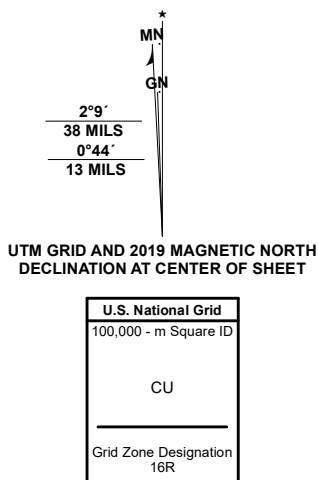 ★
MN
GN
2°9´
38 MILS
0°44´
13 MILS
UTM GRID AND 2019 MAGNETIC NORTH
DECLINATION AT CENTER OF SHEET
U.S. National Grid
100,000 - m Square ID
CU
Grid Zone Designation
16R